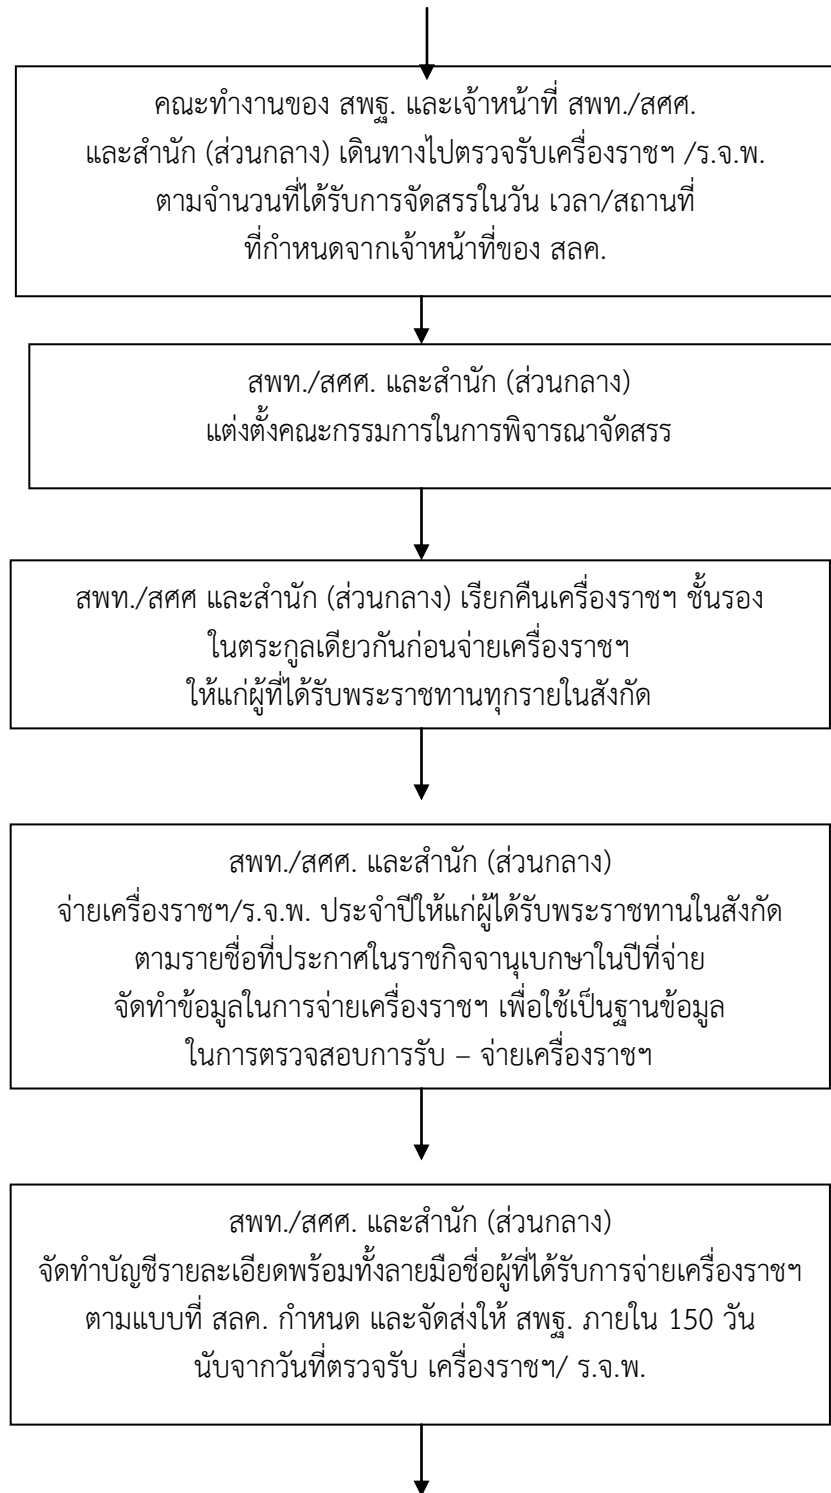 คณะทำงานของ สพฐ. และเจ้าหน้าที่ สพท./สศศ.
และสำนัก (ส่วนกลาง) เดินทางไปตรวจรับเครื่องราชฯ /ร.จ.พ.
ตามจำนวนที่ได้รับการจัดสรรในวัน เวลา/สถานที่
ที่กำหนดจากเจ้าหน้าที่ของ สลค.
สพท./สศศ. และสำนัก (ส่วนกลาง)
แต่งตั้งคณะกรรมการในการพิจารณาจัดสรร
สพท./สศศ และสำนัก (ส่วนกลาง) เรียกคืนเครื่องราชฯ ชั้นรอง
ในตระกูลเดียวกันก่อนจ่ายเครื่องราชฯ
ให้แก่ผู้ที่ได้รับพระราชทานทุกรายในสังกัด
สพท./สศศ. และสำนัก (ส่วนกลาง)
จ่ายเครื่องราชฯ/ร.จ.พ. ประจำปีให้แก่ผู้ได้รับพระราชทานในสังกัด
ตามรายชื่อที่ประกาศในราชกิจจานุเบกษาในปีที่จ่าย
จัดทำข้อมูลในการจ่ายเครื่องราชฯ เพื่อใช้เป็นฐานข้อมูล
ในการตรวจสอบการรับ – จ่ายเครื่องราชฯ
สพท./สศศ. และสำนัก (ส่วนกลาง)
จัดทำบัญชีรายละเอียดพร้อมทั้งลายมือชื่อผู้ที่ได้รับการจ่ายเครื่องราชฯ
ตามแบบที่ สลค. กำหนด และจัดส่งให้ สพฐ. ภายใน 150 วัน
นับจากวันที่ตรวจรับ เครื่องราชฯ/ ร.จ.พ.